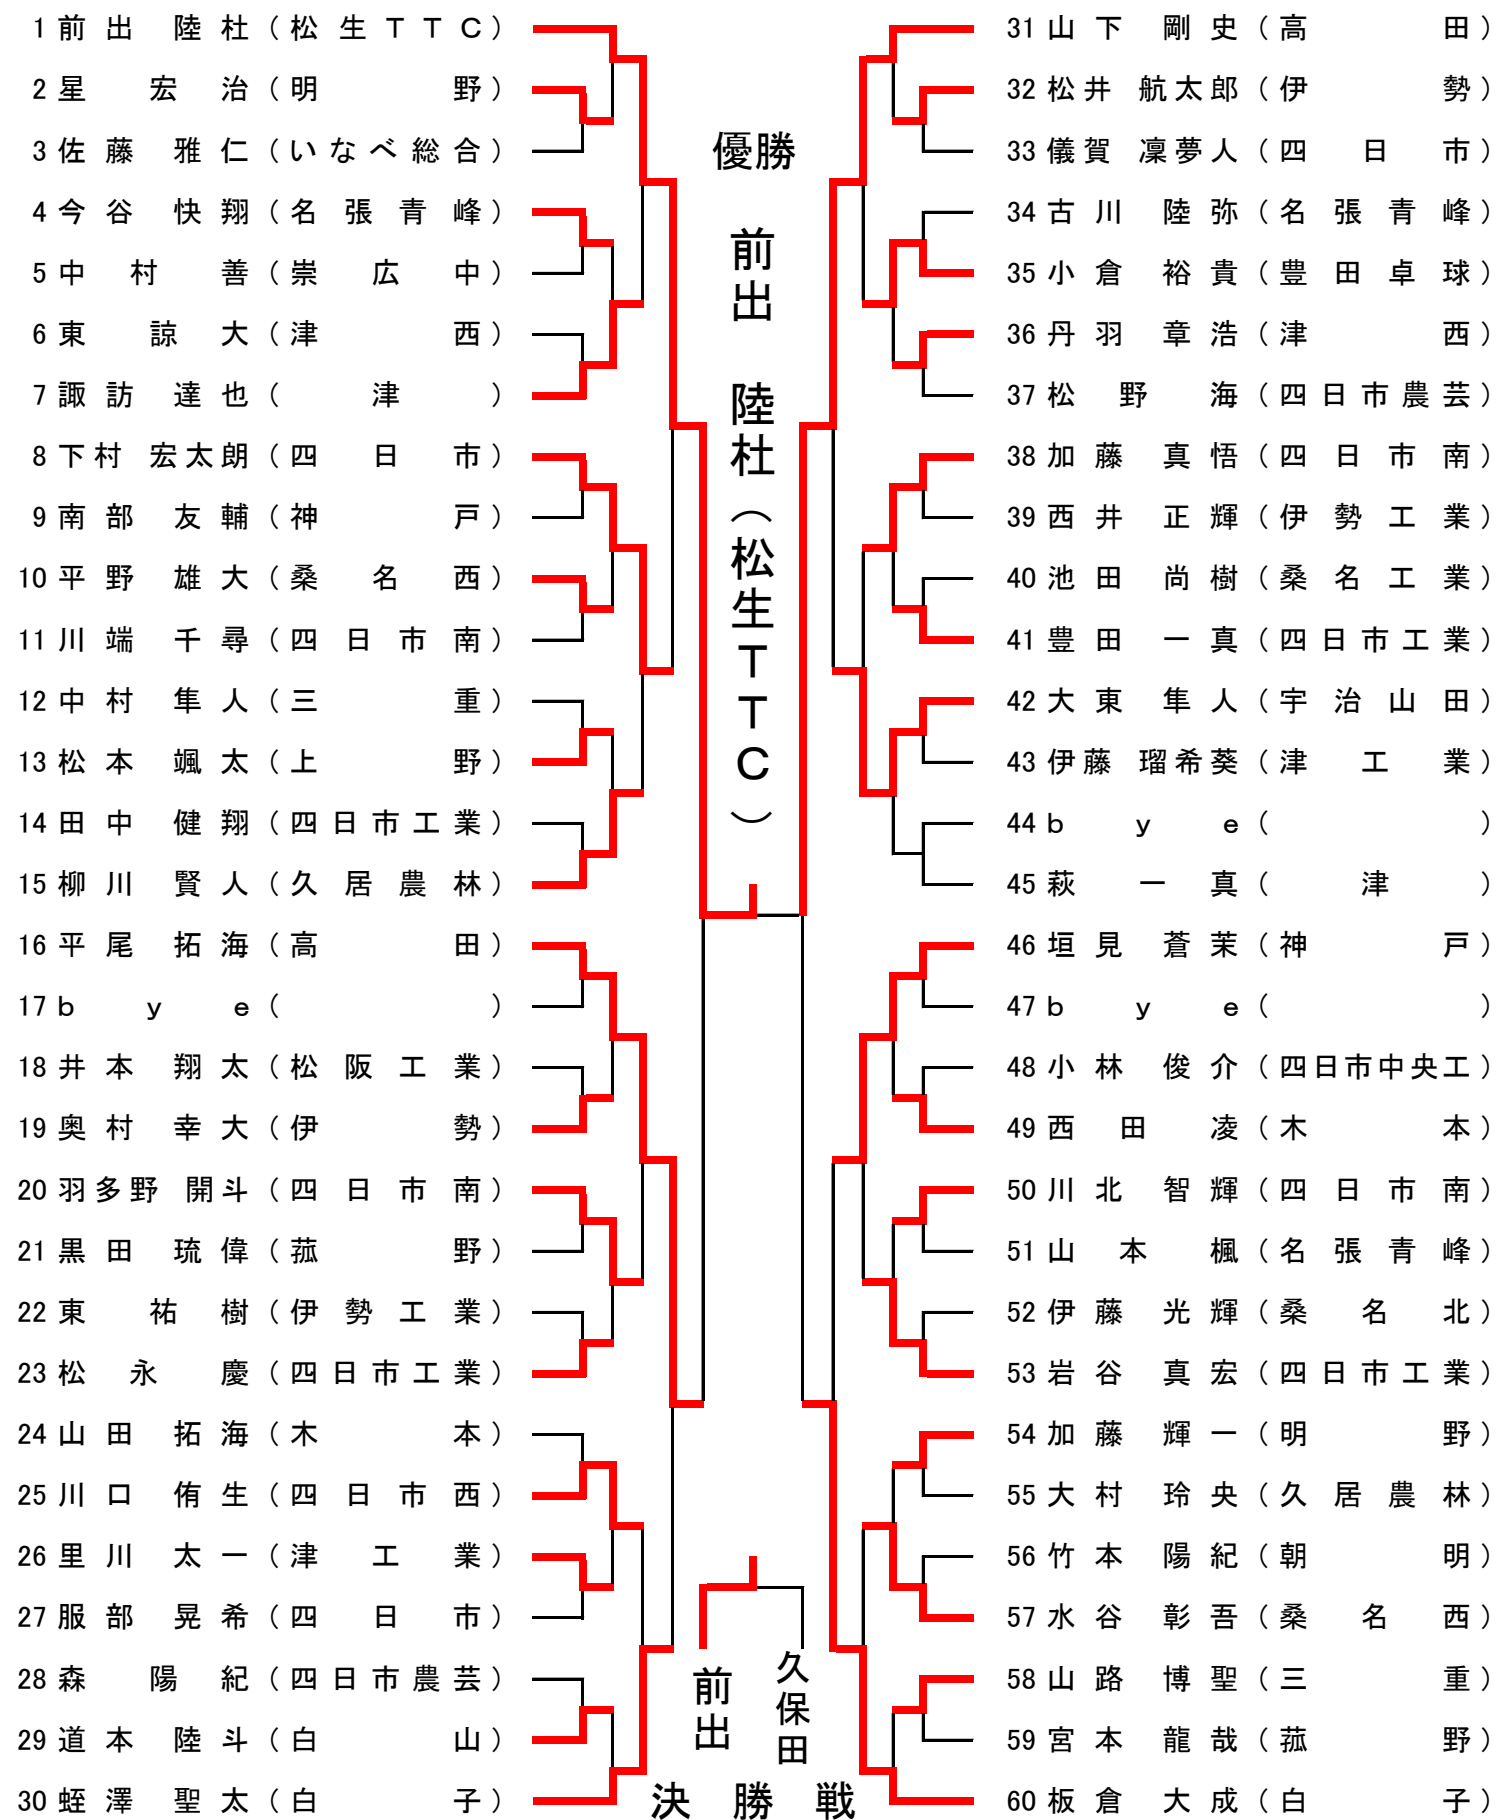 1 前出 陸杜 (松生TTC)
2 星 宏治 (明野)
3 佐藤 雅仁 (いなべ総合)
4 今谷 快翔 (名張青峰)
5 中村 善 (崇広中)
6 東 諒大 (津西)
7 諏訪 達也 (津)
8 下村 宏太朗 (四日市)
9 南部 友輔 (神戸)
10 平野 雄大 (桑名西)
11 川端 千尋 (四日市南)
12 中村 隼人 (三重)
13 松本 颯太 (上野)
14 田中 健翔 (四日市工業)
15 柳川 賢人 (久居農林)
16 平尾 拓海 (高田)
17 bye ( )
18 井本 翔太 (松阪工業)
19 奥村 幸大 (伊勢)
20 羽多野 開斗 (四日市南)
21 黒田 琉偉 (菰野)
22 東 祐樹 (伊勢工業)
23 松永 慶 (四日市工業)
24 山田 拓海 (木本)
25 川口 侑生 (四日市西)
26 里川 太一 (津工業)
27 服部 晃希 (四日市)
28 森 陽紀 (四日市農芸)
29 道本 陸斗 (白山)
30 蛭澤 聖太 (白子)
優勝
前出 陸杜(松生TTC)
前出
久保田
決勝戦
31 山下 剛史 (高田)
32 松井 航太郎 (伊勢)
33 儀賀 凜夢人 (四日市)
34 古川 陸弥 (名張青峰)
35 小倉 裕貴 (豊田卓球)
36 丹羽 章浩 (津西)
37 松野 海 (四日市農芸)
38 加藤 真悟 (四日市南)
39 西井 正輝 (伊勢工業)
40 池田 尚樹 (桑名工業)
41 豊田 一真 (四日市工業)
42 大東 隼人 (宇治山田)
43 伊藤 瑠希葵 (津工業)
44 bye ( )
45 萩 一真 (津)
46 垣見 蒼茉 (神戸)
47 bye ( )
48 小林 俊介 (四日市中央工)
49 西田 凌 (木本)
50 川北 智輝 (四日市南)
51 山本 楓 (名張青峰)
52 伊藤 光輝 (桑名北)
53 岩谷 真宏 (四日市工業)
54 加藤 輝一 (明野)
55 大村 玲央 (久居農林)
56 竹本 陽紀 (朝明)
57 水谷 彰吾 (桑名西)
58 山路 博聖 (三重)
59 宮本 龍哉 (菰野)
60 板倉 大成 (白子)